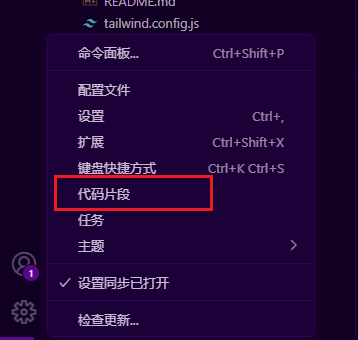 README.md
tailwind.config.js
命令面板... Ctrl+Shift+P
配置文件
设置 Ctrl+,
扩展 Ctrl+Shift+X
键盘快捷方式 Ctrl+K Ctrl+S
代码片段
任务
主题
设置同步已打开
检查更新...
1